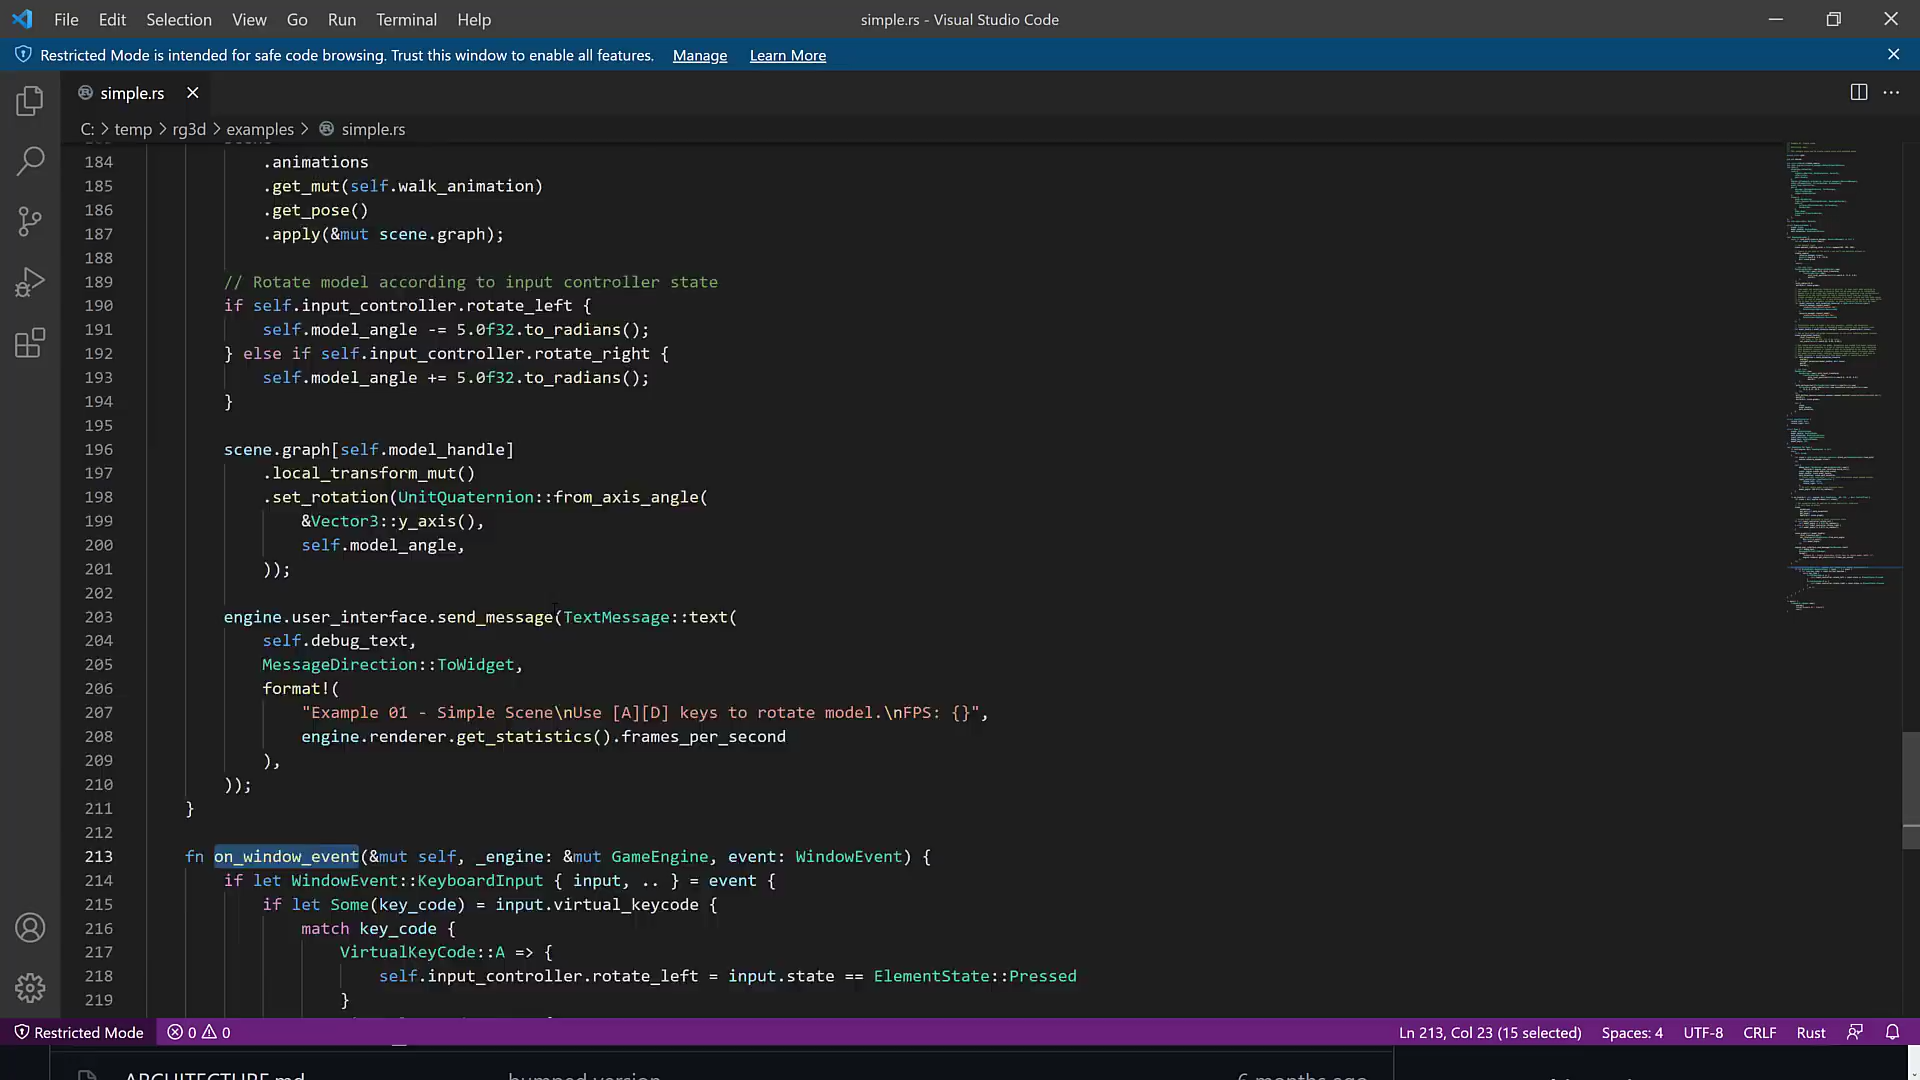 File Edit Selection View Go Run Terminal Help simple.rs - Visual Studio Code
Restricted Mode is intended for safe code browsing. Trust this window to enable all features. Manage Learn More
simple.rs
C: > temp > rg3d > examples > simple.rs
184 .animations
185 .get_mut(self.walk_animation)
186 .get_pose()
187 .apply(&mut scene.graph);
188
189 // Rotate model according to input controller state
190 if self.input_controller.rotate_left {
191 self.model_angle -= 5.0f32.to_radians();
192 } else if self.input_controller.rotate_right {
193 self.model_angle += 5.0f32.to_radians();
194 }
195
196 scene.graph[self.model_handle]
197 .local_transform_mut()
198 .set_rotation(UnitQuaternion::from_axis_angle(
199 &Vector3::y_axis(),
200 self.model_angle,
201 ));
202
203 engine.user_interface.send_message(TextMessage::text(
204 self.debug_text,
205 MessageDirection::ToWidget,
206 format!(
207 "Example 01 - Simple Scene\nUse [A][D] keys to rotate model.\nFPS: {}",
208 engine.renderer.get_statistics().frames_per_second
209 ),
210 ));
211 }
212
213 fn on_window_event(&mut self, _engine: &mut GameEngine, event: WindowEvent) {
214 if let WindowEvent::KeyboardInput { input, .. } = event {
215 if let Some(key_code) = input.virtual_keycode {
216 match key_code {
217 VirtualKeyCode::A => {
218 self.input_controller.rotate_left = input.state == ElementState::Pressed
219 }
Restricted Mode 0 0 Ln 213, Col 23 (15 selected) Spaces: 4 UTF-8 CRLF Rust
ARCHITECTURE.md bumped version 6 months ago